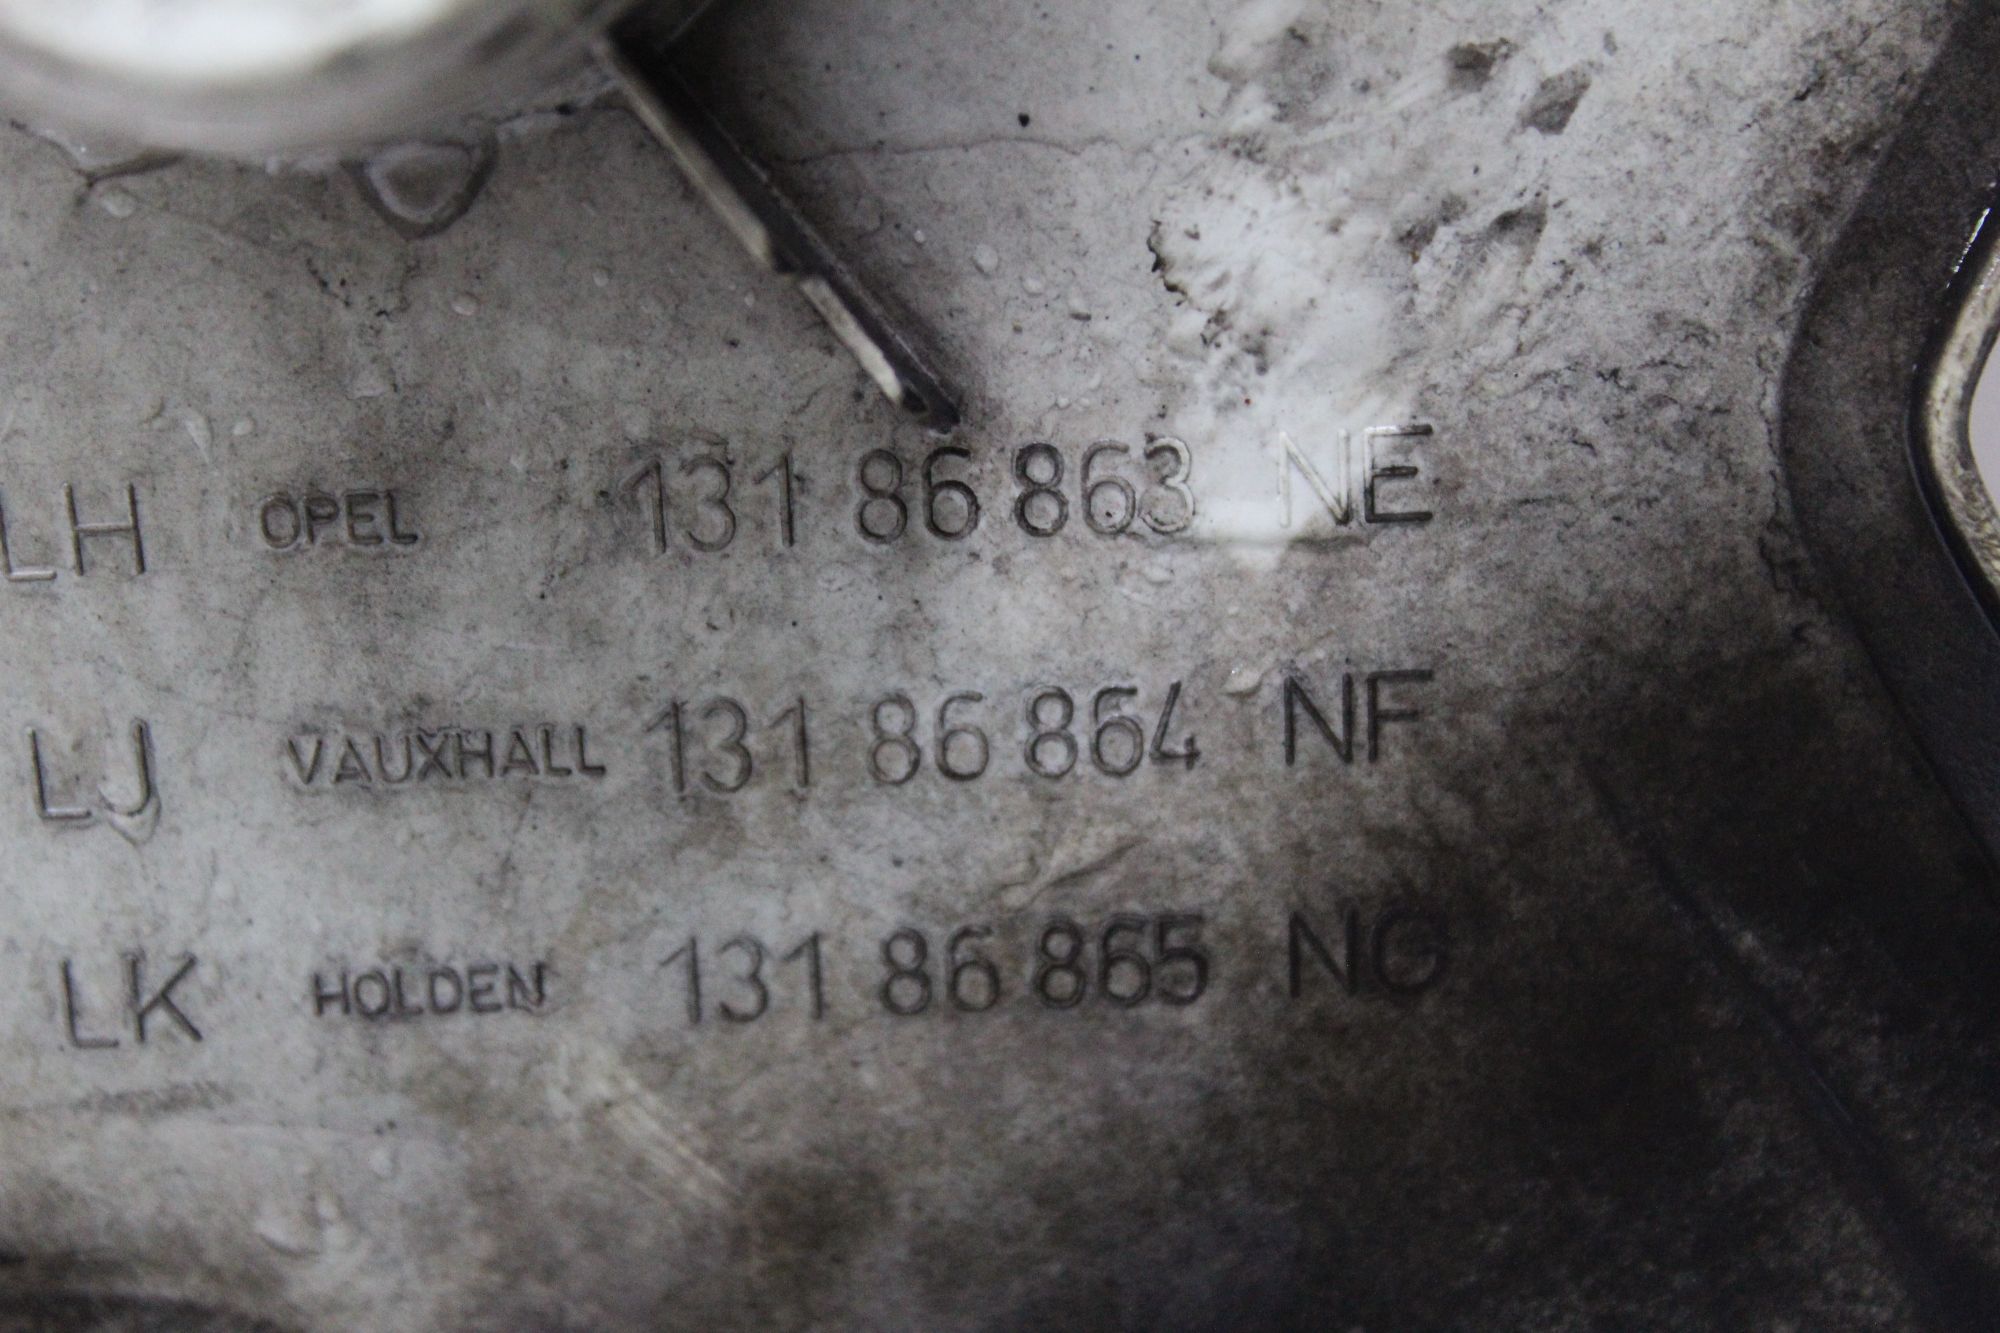 LH OPEL 131 86 863 NE
LJ VAUXHALL 131 86 864 NF
LK HOLDEN 131 86 865 NG